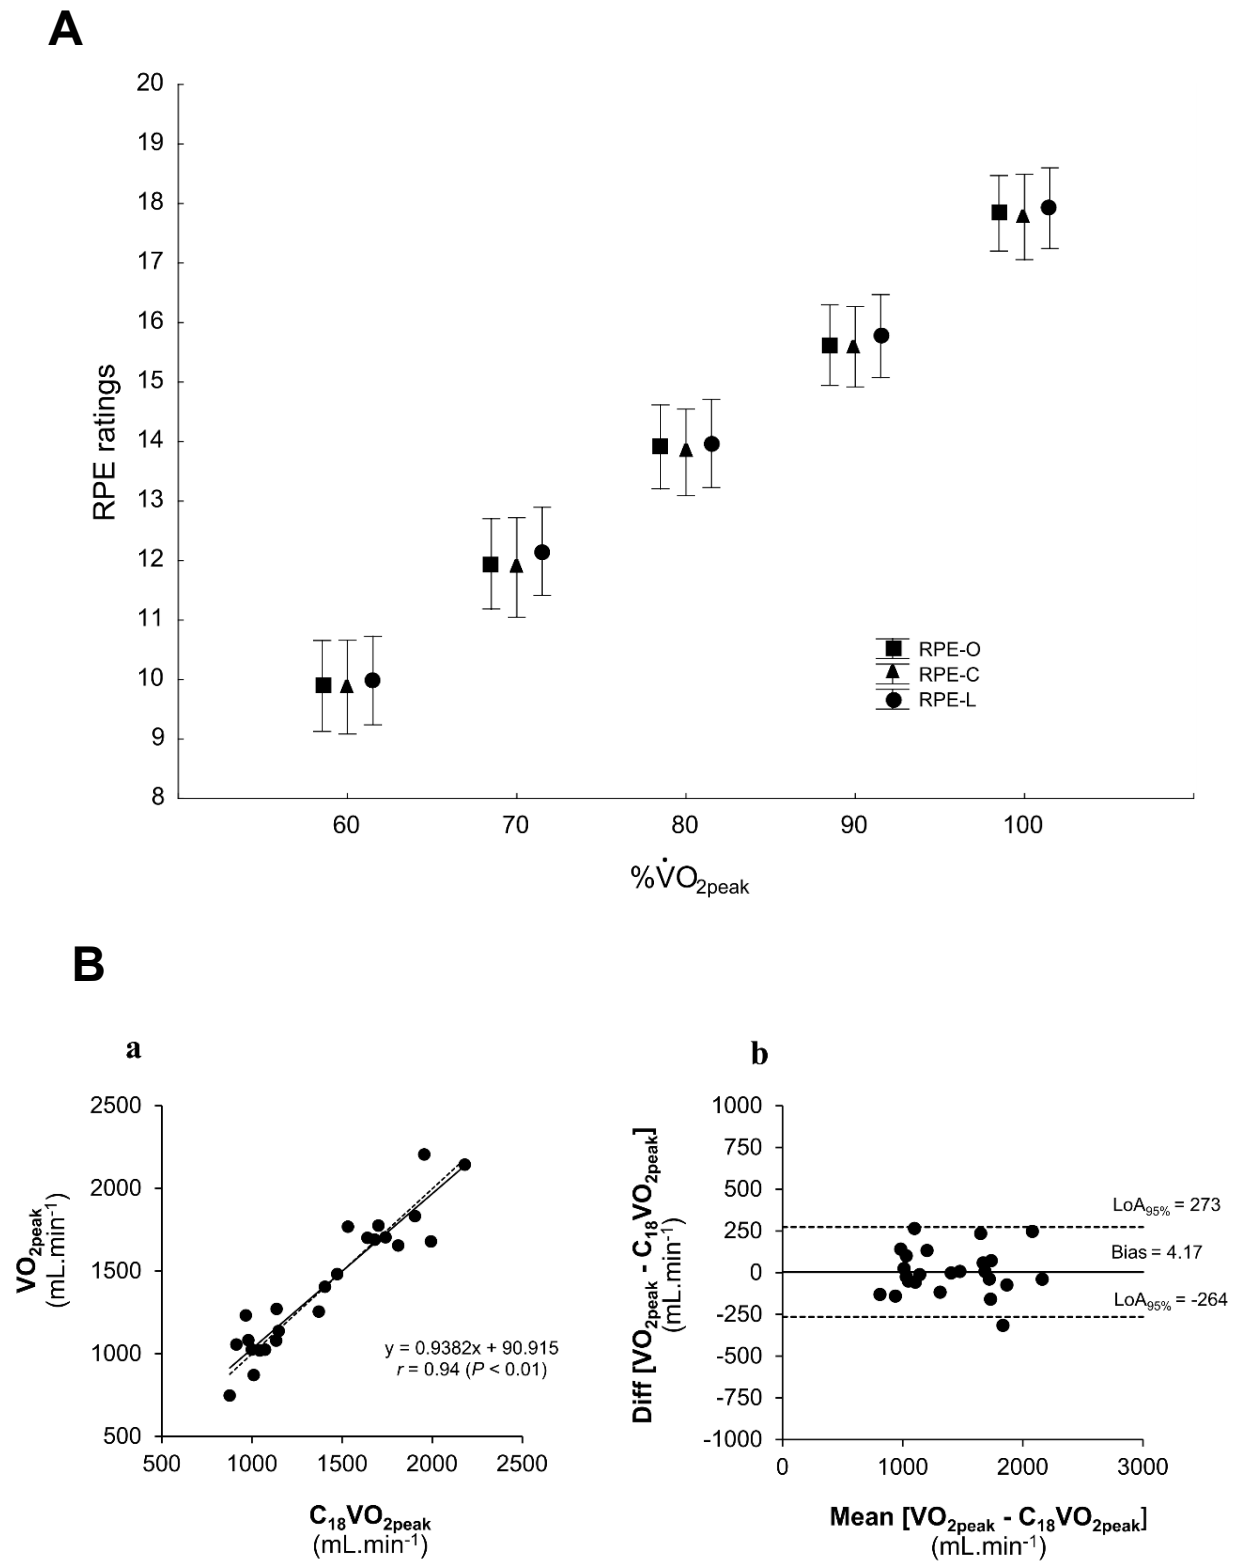 A
20
19
18
17
16
15
14
13
12
11
10
9
8
RPE ratings
RPE-O
RPE-C
RPE-L
60 70 80 90 100
%V̇O2peak
B
a
2500
2000
1500
1000
500
VO2peak
(mL.min-1)
y = 0.9382x + 90.915
r = 0.94 (P < 0.01)
500 1000 1500 2000 2500
C18VO2peak
(mL.min-1)
b
1000
750
500
250
0
-250
-500
-750
-1000
Diff [VO2peak - C18VO2peak]
(mL.min-1)
LoA95% = 273
Bias = 4.17
LoA95% = -264
0 1000 2000 3000
Mean [VO2peak - C18VO2peak]
(mL.min-1)